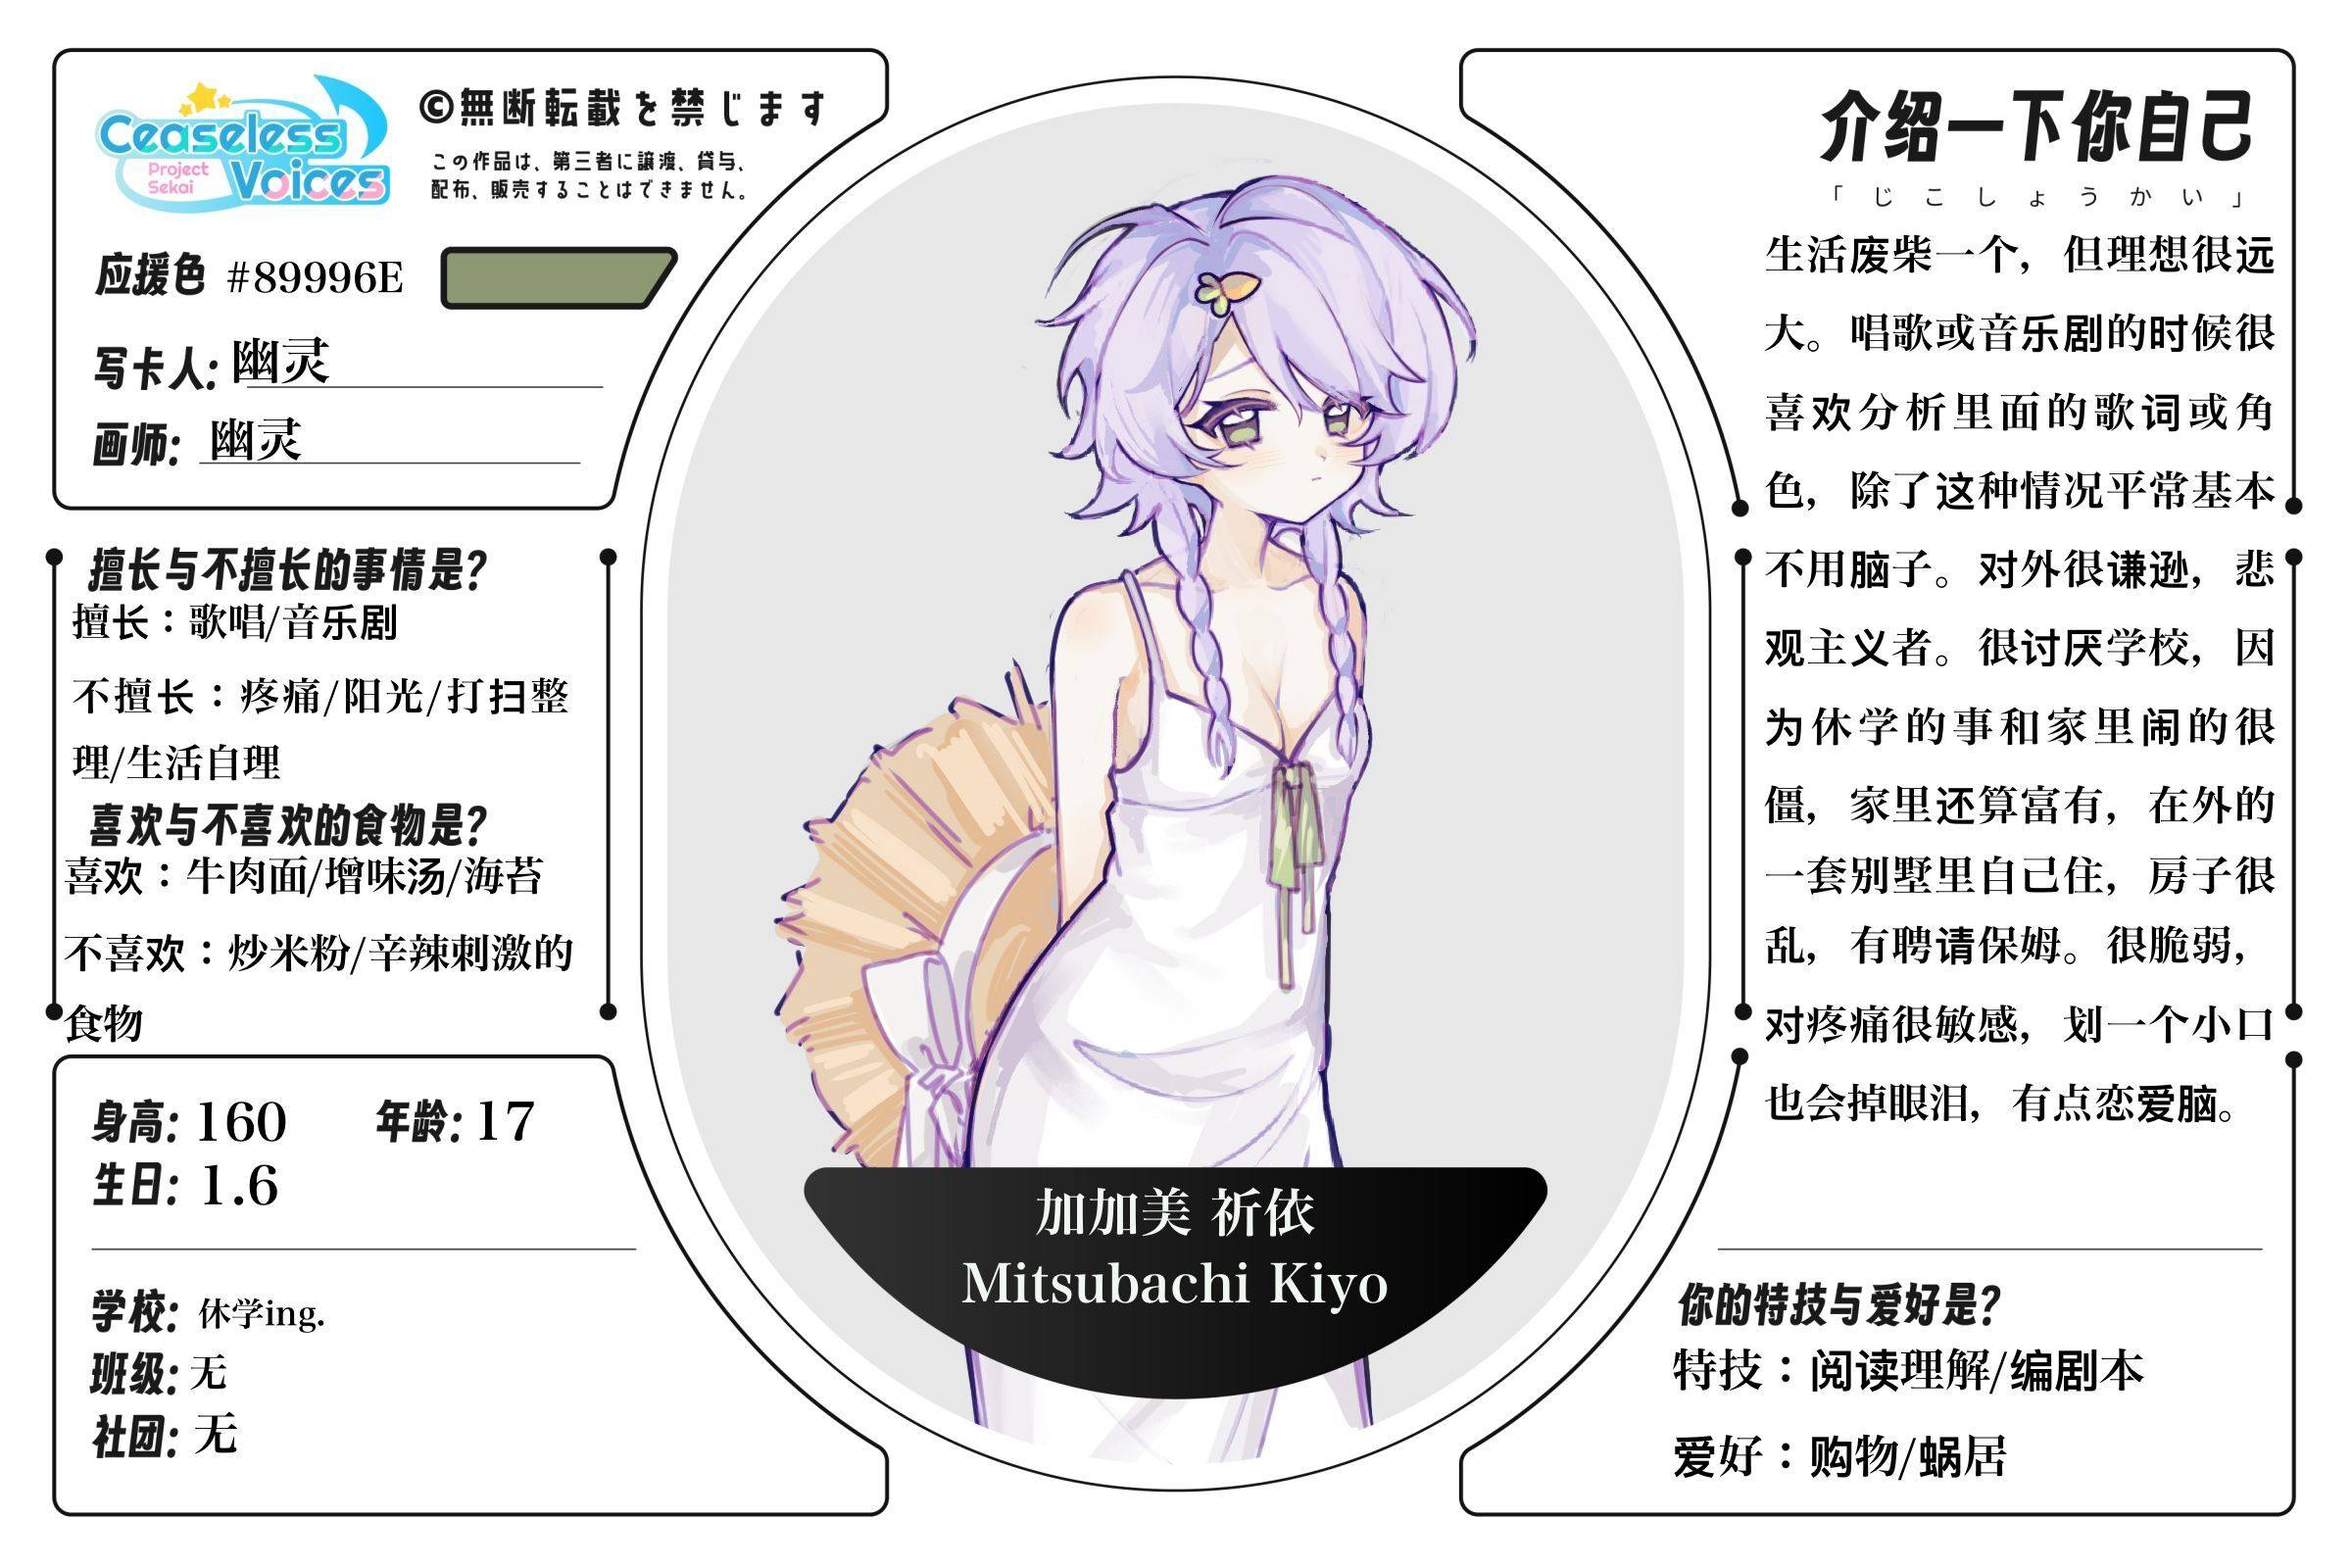 Ceaseless
Project
Sekai
Voices
©無断転載を禁じます
この作品は、第三者に譲渡、貸与、
配布、販売することはできません。
应援色 #89996E
写卡人: 幽灵
画师: 幽灵
擅长与不擅长的事情是?
擅长：歌唱/音乐剧
不擅长：疼痛/阳光/打扫整
理/生活自理
喜欢与不喜欢的食物是?
喜欢：牛肉面/增味汤/海苔
不喜欢：炒米粉/辛辣刺激的
食物
身高: 160 年龄: 17
生日: 1.6
学校: 休学ing.
班级: 无
社团: 无
加加美 祈依
Mitsubachi Kiyo
介绍一下你自己
「じこしょうかい」
生活废柴一个，但理想很远
大。唱歌或音乐剧的时候很
喜欢分析里面的歌词或角
色，除了这种情况平常基本
不用脑子。对外很谦逊，悲
观主义者。很讨厌学校，因
为休学的事和家里闹的很
僵，家里还算富有，在外的
一套别墅里自己住，房子很
乱，有聘请保姆。很脆弱，
对疼痛很敏感，划一个小口
也会掉眼泪，有点恋爱脑。
你的特技与爱好是?
特技：阅读理解/编剧本
爱好：购物/蜗居